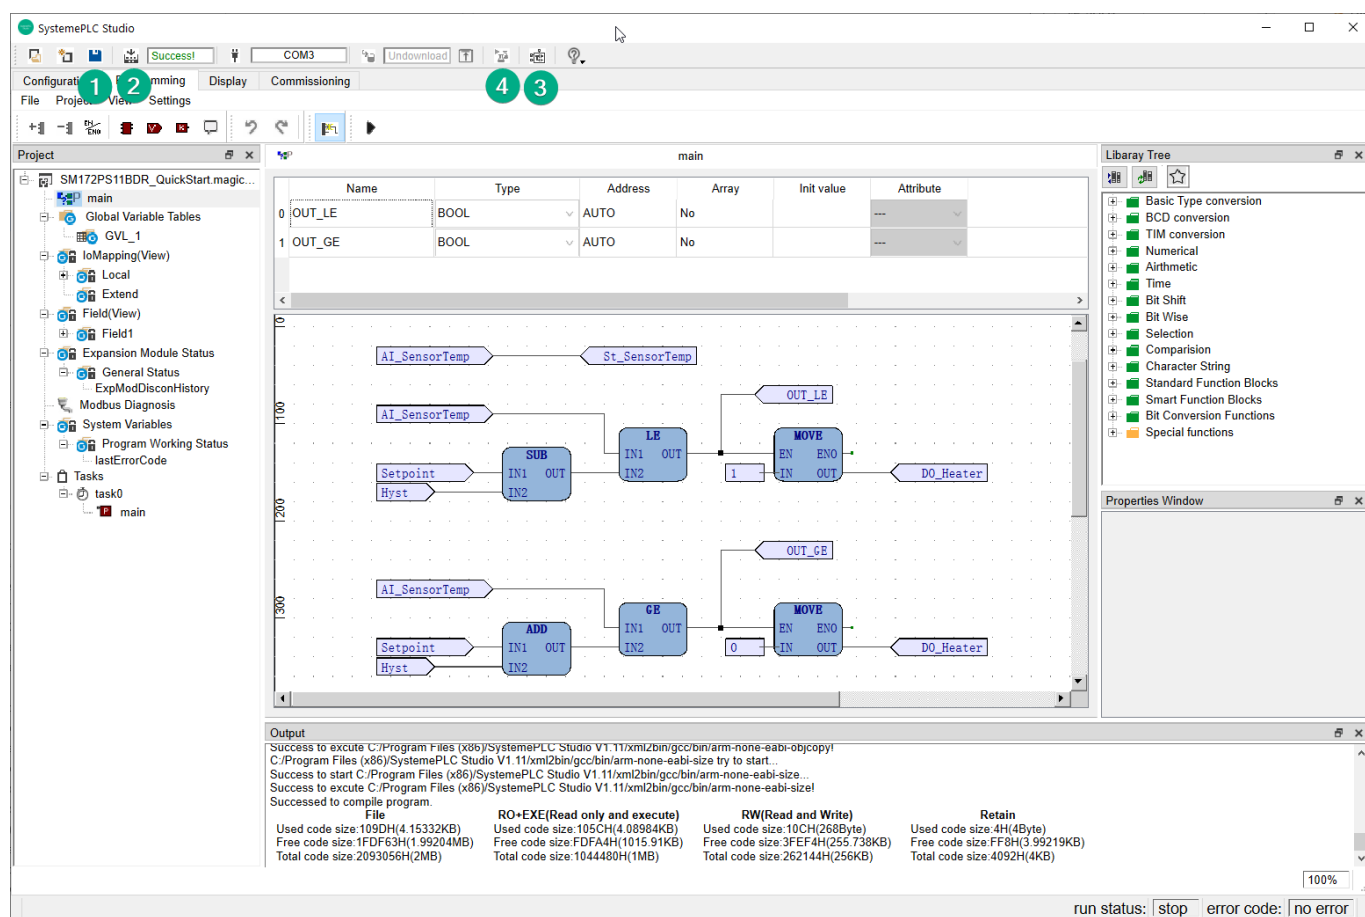 SystemePLC Studio
Success!
COM3
Undownload
Configurati
mming
Display
Commissioning
1
2
4
3
File
Project
View
Settings
EN
ENO
Project
main
Libaray Tree
SM172PS11BDR_QuickStart.magic...
main
Global Variable Tables
GVL_1
IoMapping(View)
Local
Extend
Field(View)
Field1
Expansion Module Status
General Status
ExpModDisconHistory
Modbus Diagnosis
System Variables
Program Working Status
lastErrorCode
Tasks
task0
main
Name Type Address Array Init value Attribute
0 OUT_LE BOOL AUTO No ---
1 OUT_GE BOOL AUTO No ---
AI_SensorTemp St_SensorTemp
OUT_LE
1100
AI_SensorTemp
LE MOVE
SUB IN1 OUT EN ENO
Setpoint IN1 OUT IN2 1 IN OUT DO_Heater
Hyst IN2
1200
OUT_GE
AI_SensorTemp
1300
GE MOVE
ADD IN1 OUT EN ENO
Setpoint IN1 OUT IN2 0 IN OUT DO_Heater
Hyst IN2
Basic Type conversion
BCD conversion
TIM conversion
Numerical
Airthmetic
Time
Bit Shift
Bit Wise
Selection
Comparision
Character String
Standard Function Blocks
Smart Function Blocks
Bit Conversion Functions
Special functions
Properties Window
Output
Success to excute C:/Program Files (x86)/SystemePLC Studio V1.11/xml2bin/gcc/bin/arm-none-eabi-objcopy!
C:/Program Files (x86)/SystemePLC Studio V1.11/xml2bin/gcc/bin/arm-none-eabi-size try to start...
Success to start C:/Program Files (x86)/SystemePLC Studio V1.11/xml2bin/gcc/bin/arm-none-eabi-size...
Success to excute C:/Program Files (x86)/SystemePLC Studio V1.11/xml2bin/gcc/bin/arm-none-eabi-size!
Successed to compile program.
File RO+EXE(Read only and execute) RW(Read and Write) Retain
Used code size:109DH(4.15332KB) Used code size:105CH(4.08984KB) Used code size:10CH(268Byte) Used code size:4H(4Byte)
Free code size:1FDF63H(1.99204MB) Free code size:FDFA4H(1015.91KB) Free code size:3FEF4H(255.738KB) Free code size:FF8H(3.99219KB)
Total code size:2093056H(2MB) Total code size:1044480H(1MB) Total code size:262144H(256KB) Total code size:4092H(4KB)
100%
run status: stop error code: no error